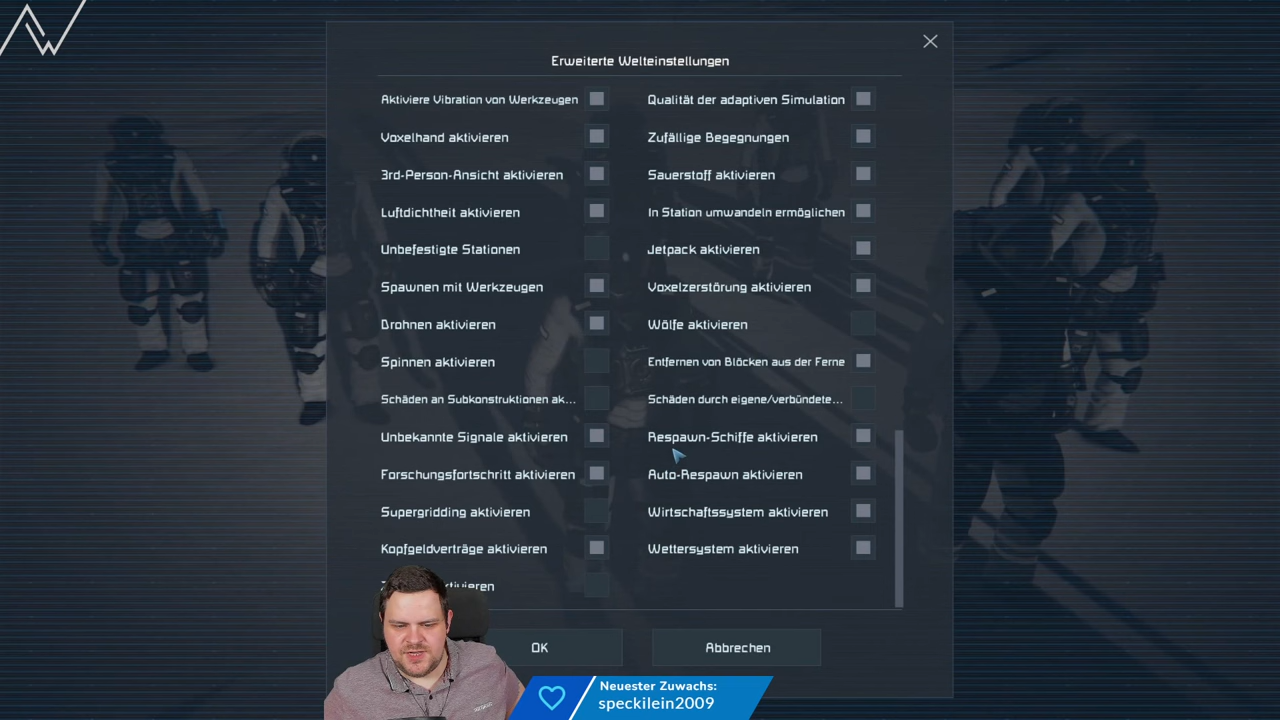 Erweiterte Welteinstellungen
Aktiviere Vibration von Werkzeugen
Qualität der adaptiven Simulation
Voxelhand aktivieren
Zufällige Begegnungen
3rd-Person-Ansicht aktivieren
Sauerstoff aktivieren
Luftdichtheit aktivieren
In Station umwandeln ermöglichen
Unbefestigte Stationen
Jetpack aktivieren
Spawnen mit Werkzeugen
Voxelzerstörung aktivieren
Drohnen aktivieren
Wölfe aktivieren
Spinnen aktivieren
Entfernen von Blöcken aus der Ferne
Schäden an Subkonstruktionen ak...
Schäden durch eigene/verbündete...
Unbekannte Signale aktivieren
Respawn-Schiffe aktivieren
Forschungsfortschritt aktivieren
Auto-Respawn aktivieren
Supergridding aktivieren
Wirtschaftssystem aktivieren
Kopfgeldverträge aktivieren
Wettersystem aktivieren
OK
Abbrechen
Neuester Zuwachs:
speckilein2009